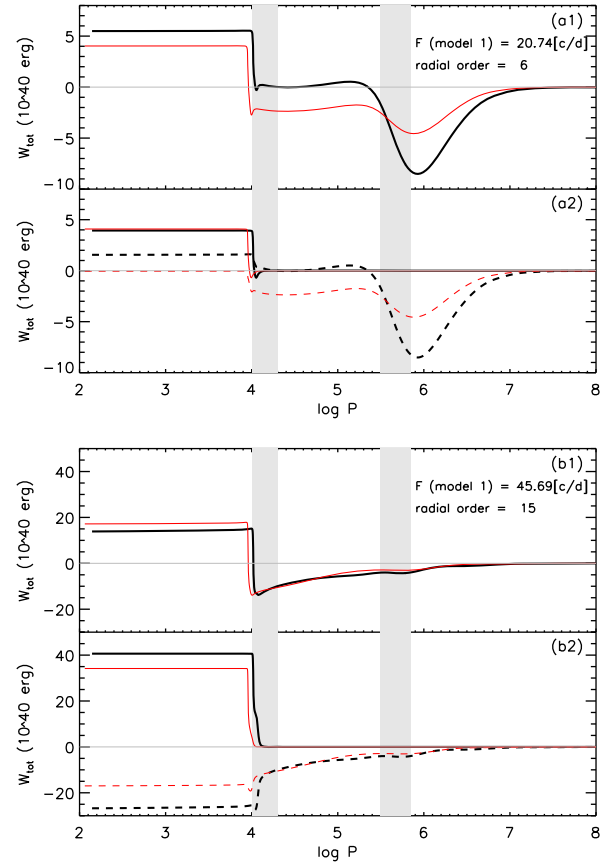 (a1)
F (model 1) = 20.74[c/d]
radial order = 6
W_tot (10^40 erg)
5
0
-5
-10
(a2)
W_tot (10^40 erg)
5
0
-5
-10
2 3 4 5 6 7 8
log P
(b1)
F (model 1) = 45.69[c/d]
radial order = 15
W_tot (10^40 erg)
40
20
0
-20
(b2)
W_tot (10^40 erg)
40
20
0
-20
2 3 4 5 6 7 8
log P